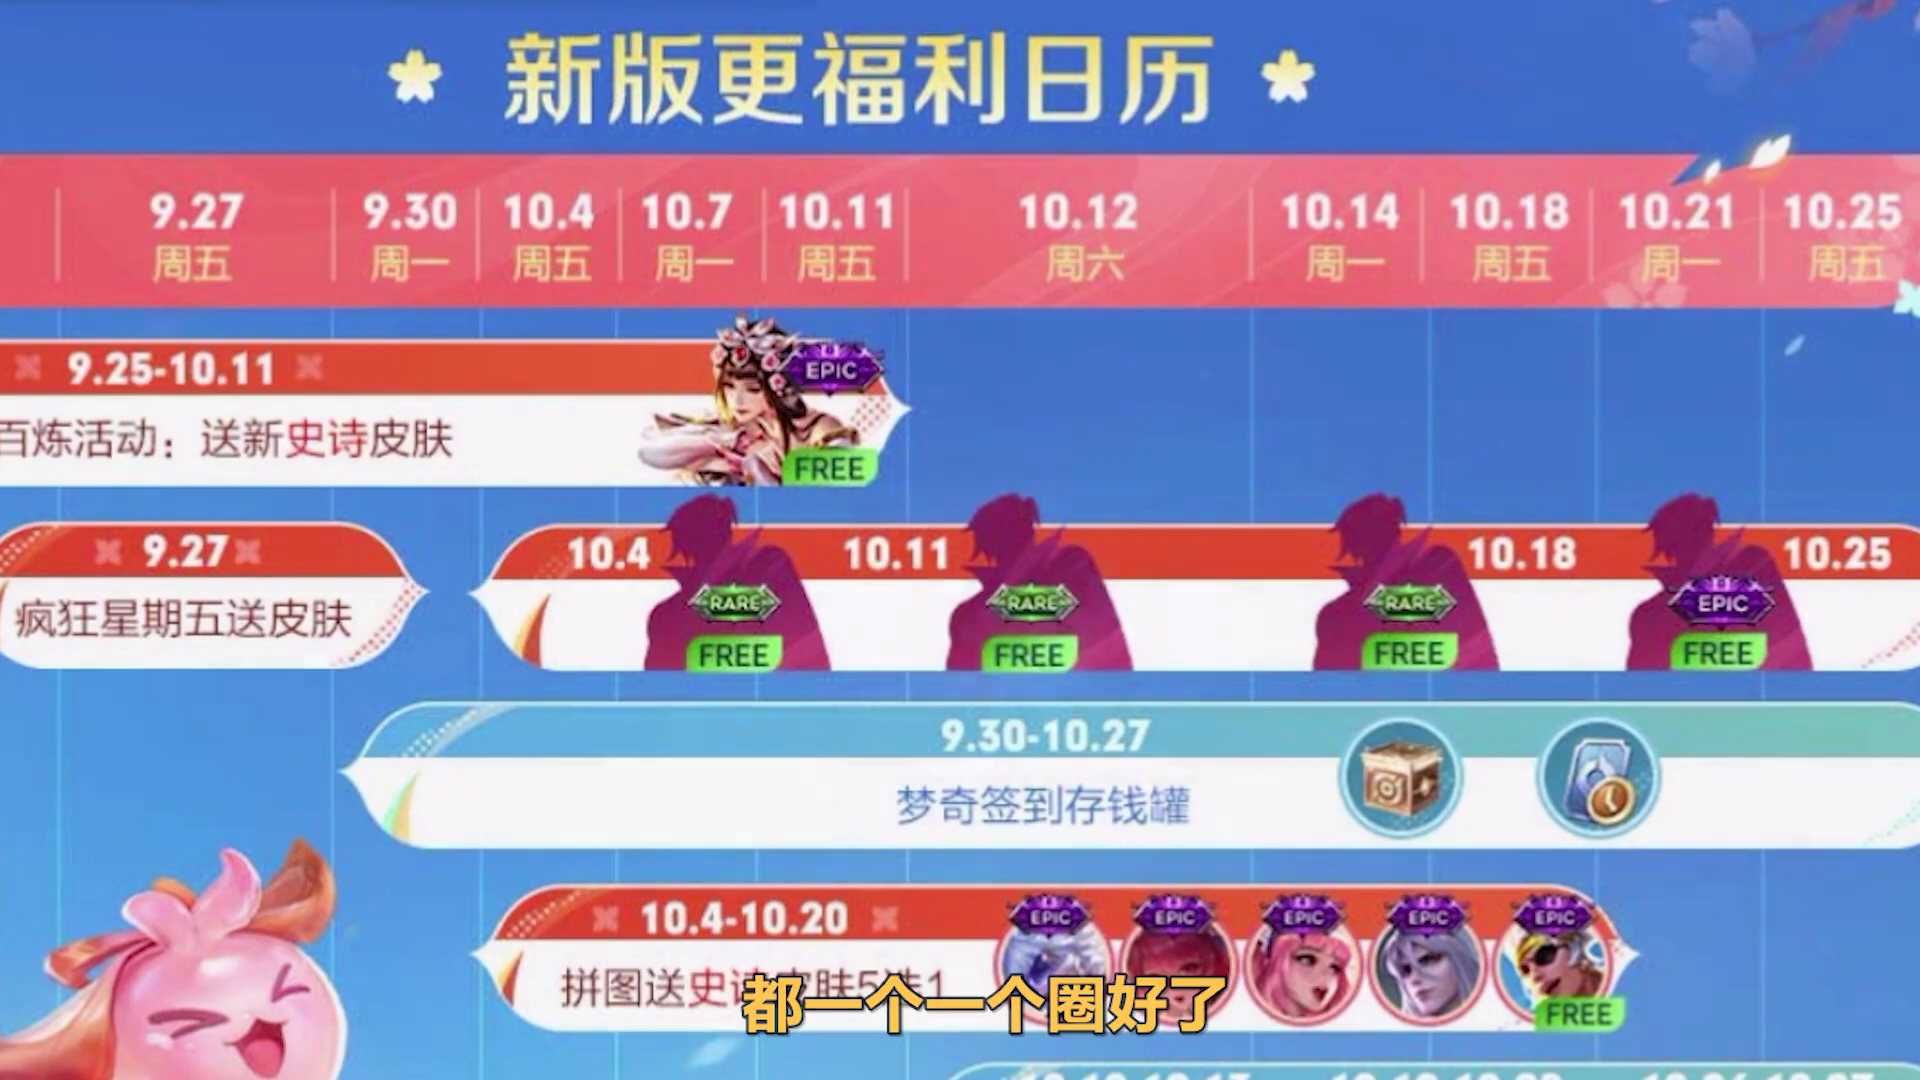 新版更福利日历
9.27 9.30 10.4 10.7 10.11 10.12 10.14 10.18 10.21 10.25
周五 周一 周五 周一 周五 周六 周一 周五 周一 周五
9.25-10.11
EPIC
百炼活动：送新史诗皮肤
FREE
9.27
疯狂星期五送皮肤
10.4 10.11 10.18 10.25
RARE RARE RARE EPIC
FREE FREE FREE FREE
9.30-10.27
梦奇签到存钱罐
10.4-10.20
EPIC EPIC EPIC EPIC EPIC
拼图送史诗皮肤5选1
FREE
都一个一个圈好了